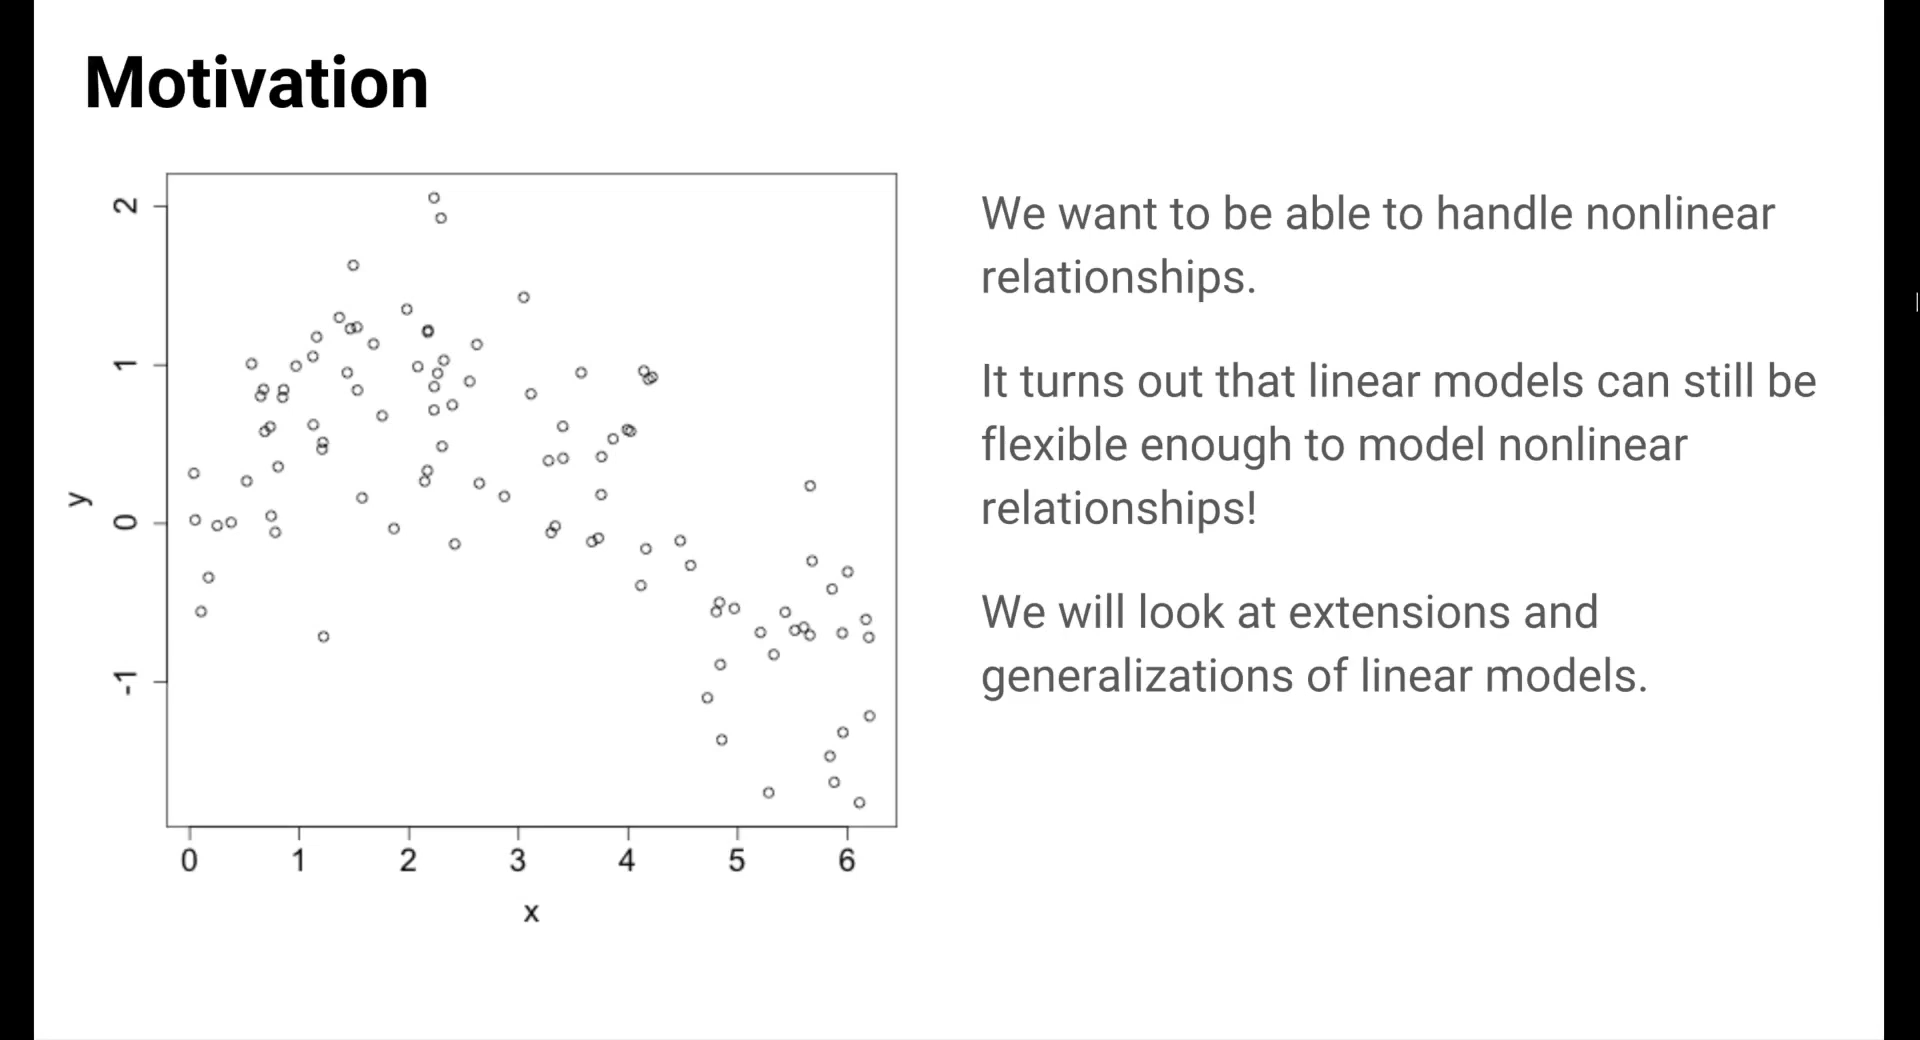 Motivation
2
1
0
-1
y
0 1 2 3 4 5 6
x
We want to be able to handle nonlinear
relationships.
It turns out that linear models can still be
flexible enough to model nonlinear
relationships!
We will look at extensions and
generalizations of linear models.